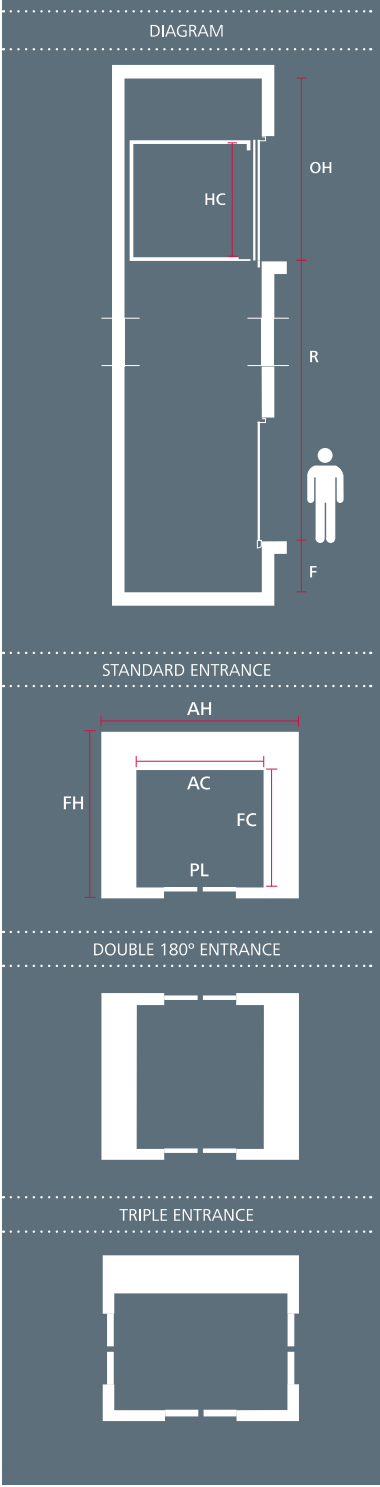 DIAGRAM
OH
HC
R
F
STANDARD ENTRANCE
AH
AC
FH
FC
PL
DOUBLE 180º ENTRANCE
TRIPLE ENTRANCE